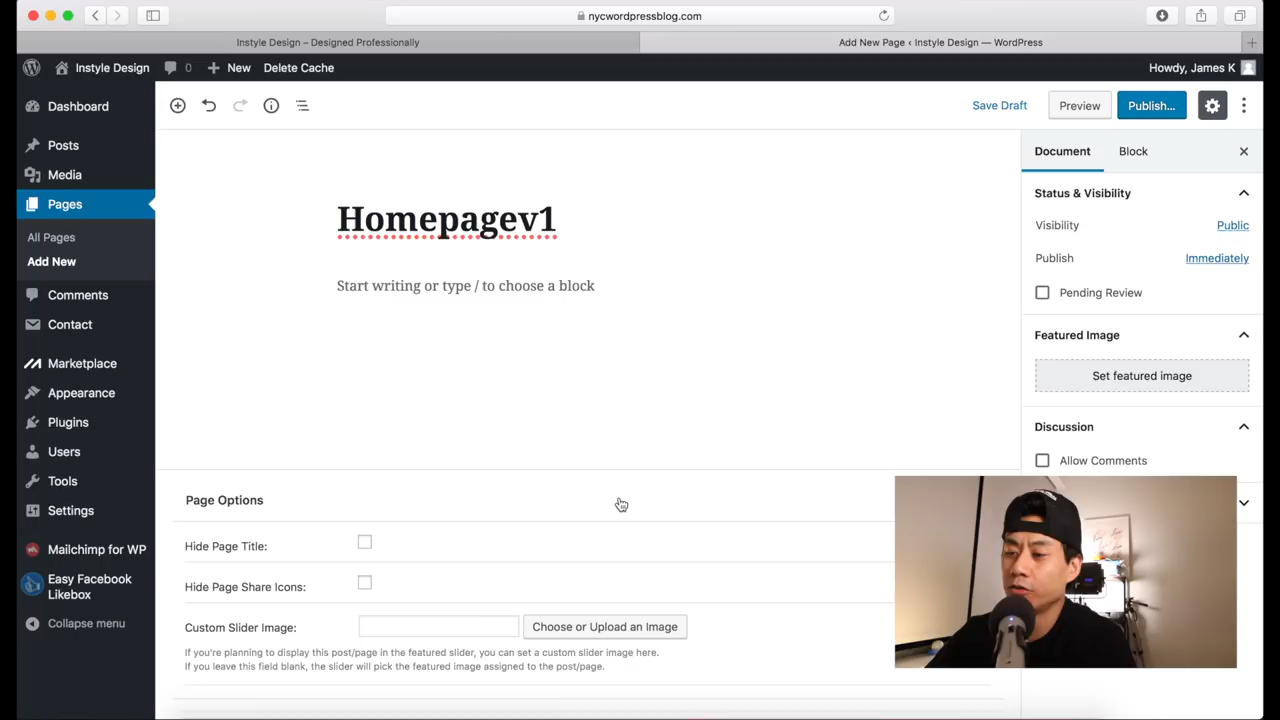 nycwordpressblog.com
Instyle Design – Designed Professionally
Add New Page ‹ Instyle Design — WordPress
Instyle Design 0 New Delete Cache Howdy, James K
Dashboard
Posts
Media
Pages
All Pages
Add New
Comments
Contact
Marketplace
Appearance
Plugins
Users
Tools
Settings
Mailchimp for WP
Easy Facebook
Likebox
Collapse menu
Save Draft Preview Publish...
Homepagev1
Start writing or type / to choose a block
Page Options
Hide Page Title:
Hide Page Share Icons:
Custom Slider Image: Choose or Upload an Image
If you're planning to display this post/page in the featured slider, you can set a custom slider image here.
If you leave this field blank, the slider will pick the featured image assigned to the post/page.
Document Block
Status & Visibility
Visibility Public
Publish Immediately
Pending Review
Featured Image
Set featured image
Discussion
Allow Comments